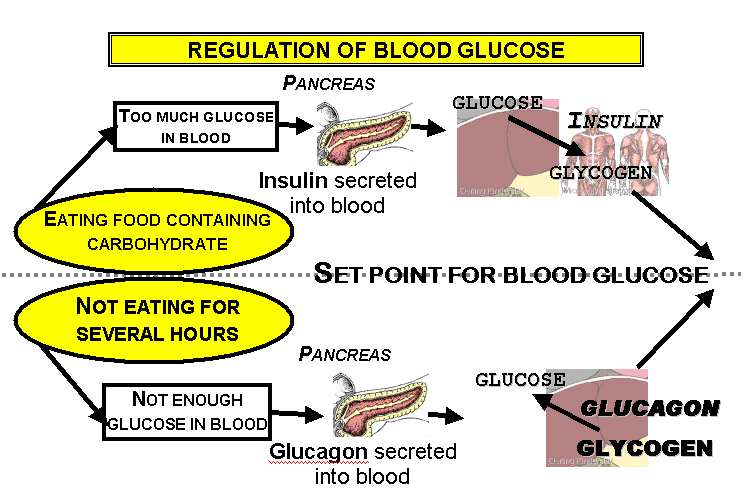 REGULATION OF BLOOD GLUCOSE
PANCREAS
TOO MUCH GLUCOSE
IN BLOOD
GLUCOSE
INSULIN
GLYCOGEN
Insulin secreted
into blood
EATING FOOD CONTAINING
CARBOHYDRATE
SET POINT FOR BLOOD GLUCOSE
NOT EATING FOR
SEVERAL HOURS
PANCREAS
NOT ENOUGH
GLUCOSE IN BLOOD
GLUCOSE
GLUCAGON
GLYCOGEN
Glucagon secreted
into blood